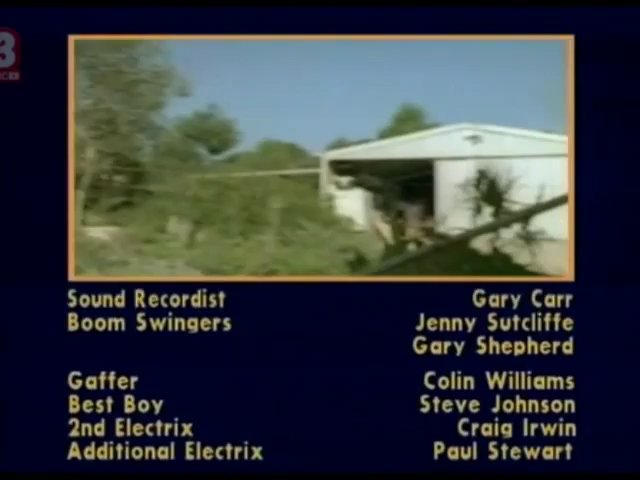 3
Sound Recordist Gary Carr
Boom Swingers Jenny Sutcliffe
Gary Shepherd
Gaffer Colin Williams
Best Boy Steve Johnson
2nd Electrix Craig Irwin
Additional Electrix Paul Stewart